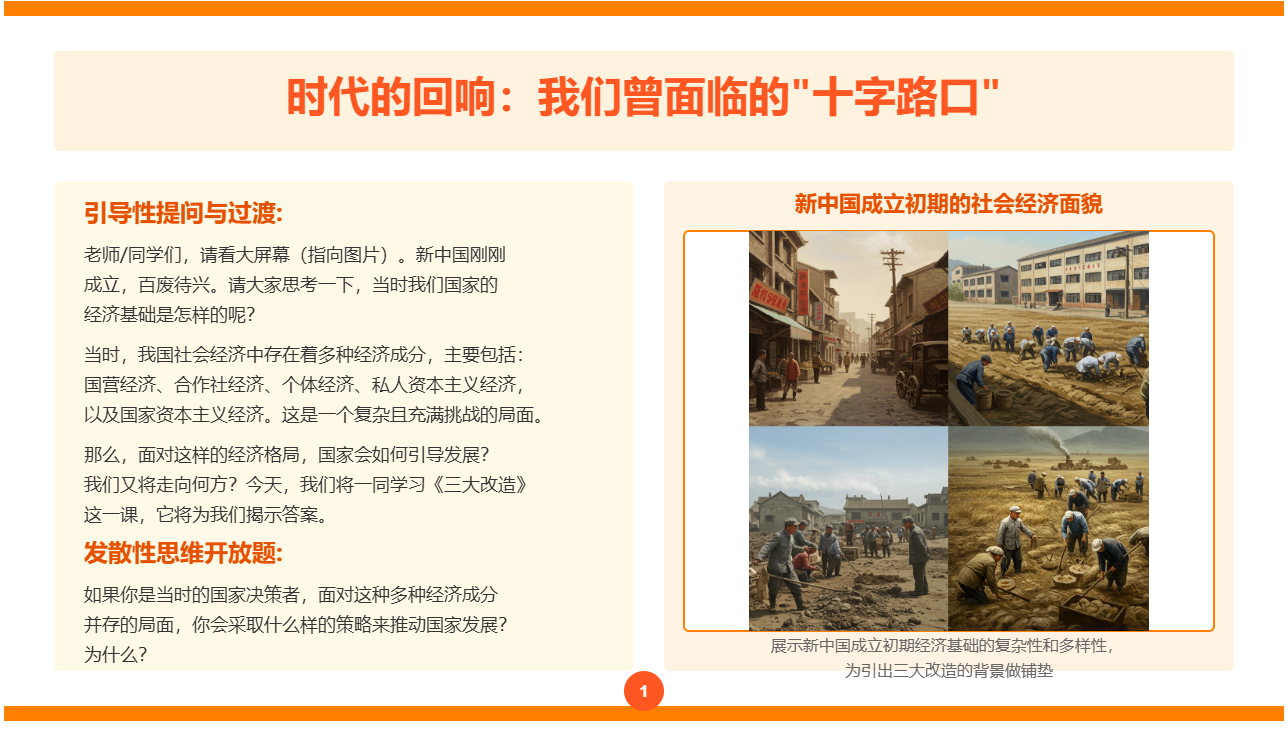 时代的回响：我们曾面临的"十字路口"
引导性提问与过渡:
老师/同学们，请看大屏幕（指向图片）。新中国刚刚
成立，百废待兴。请大家思考一下，当时我们国家的
经济基础是怎样的呢？
当时，我国社会经济中存在着多种经济成分，主要包括：
国营经济、合作社经济、个体经济、私人资本主义经济，
以及国家资本主义经济。这是一个复杂且充满挑战的局面。
那么，面对这样的经济格局，国家会如何引导发展？
我们又将走向何方？今天，我们将一同学习《三大改造》
这一课，它将为我们揭示答案。
发散性思维开放题:
如果你是当时的国家决策者，面对这种多种经济成分
并存的局面，你会采取什么样的策略来推动国家发展？
为什么？
新中国成立初期的社会经济面貌
展示新中国成立初期经济基础的复杂性和多样性，
为引出三大改造的背景做铺垫
1